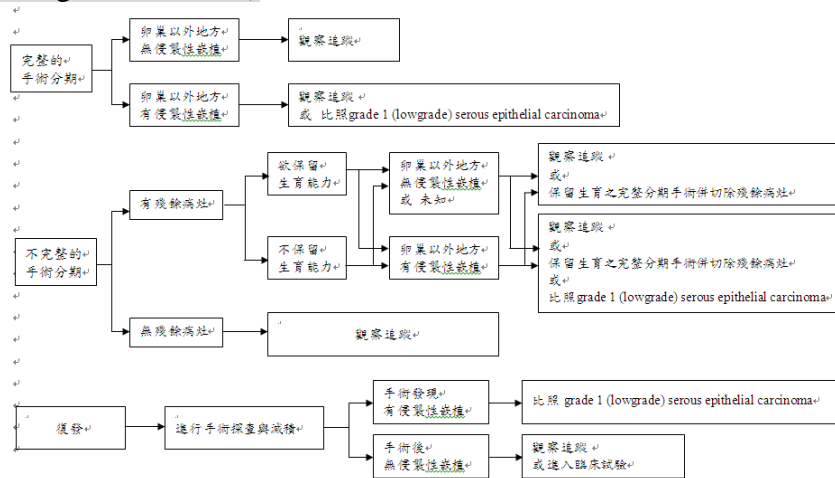 完整的
手術分期
卵巢以外地方
無侵襲性嵌植
觀察追蹤
卵巢以外地方
有侵襲性嵌植
觀察追蹤
或 比照grade 1 (lowgrade) serous epithelial carcinoma
不完整的
手術分期
有殘餘病灶
欲保留
生育能力
不保留
生育能力
卵巢以外地方
無侵襲性嵌植
或 未知
卵巢以外地方
有侵襲性嵌植
觀察追蹤
或
保留生育之完整分期手術併切除殘餘病灶
觀察追蹤
或
保留生育之完整分期手術併切除殘餘病灶
或
比照grade 1 (lowgrade) serous epithelial carcinoma
無殘餘病灶
觀察追蹤
復發
進行手術探查與減積
手術發現
有侵襲性嵌植
比照 grade 1 (lowgrade) serous epithelial carcinoma
手術後
無侵襲性嵌植
觀察追蹤
或進入臨床試驗